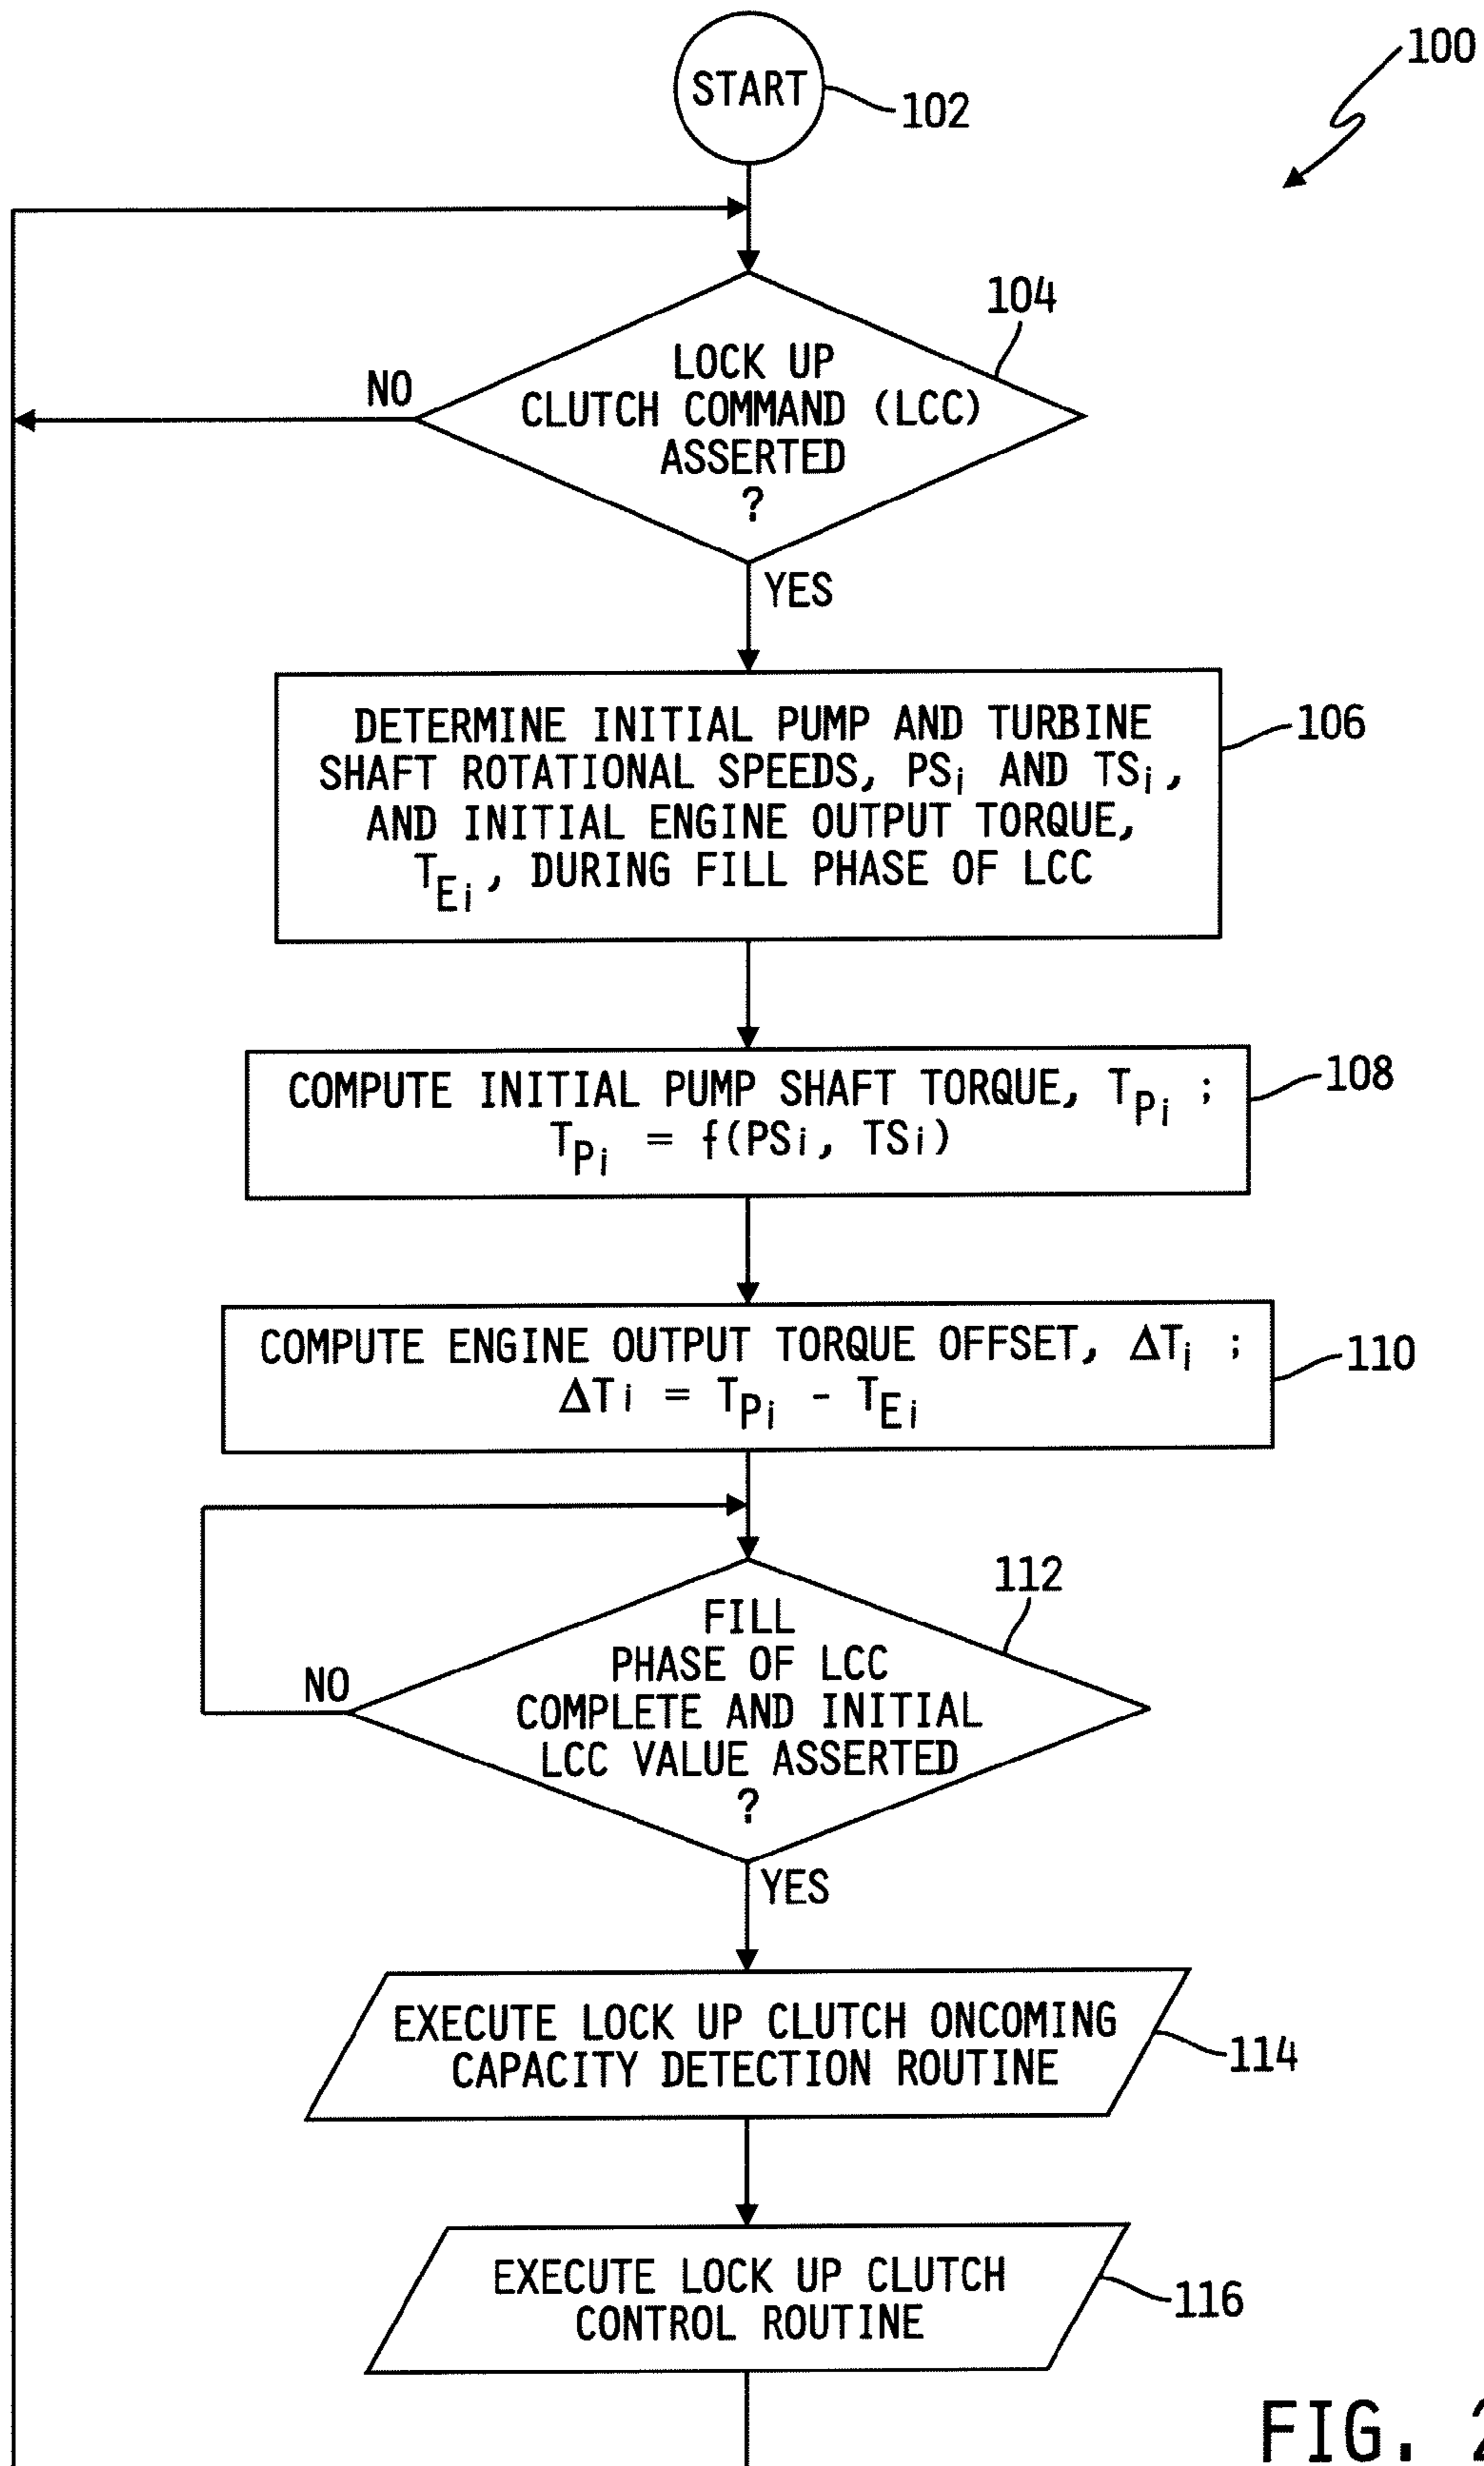 100
START
102
104
LOCK UP
CLUTCH COMMAND (LCC)
ASSERTED
?
NO
YES
106
DETERMINE INITIAL PUMP AND TURBINE
SHAFT ROTATIONAL SPEEDS, PSi AND TSi,
AND INITIAL ENGINE OUTPUT TORQUE,
TEi, DURING FILL PHASE OF LCC
108
COMPUTE INITIAL PUMP SHAFT TORQUE, TPi ;
TPi = f(PSi, TSi)
110
COMPUTE ENGINE OUTPUT TORQUE OFFSET, ΔTi ;
ΔTi = TPi - TEi
112
FILL
PHASE OF LCC
COMPLETE AND INITIAL
LCC VALUE ASSERTED
?
NO
YES
EXECUTE LOCK UP CLUTCH ONCOMING
CAPACITY DETECTION ROUTINE
114
EXECUTE LOCK UP CLUTCH
CONTROL ROUTINE
116
FIG. 2